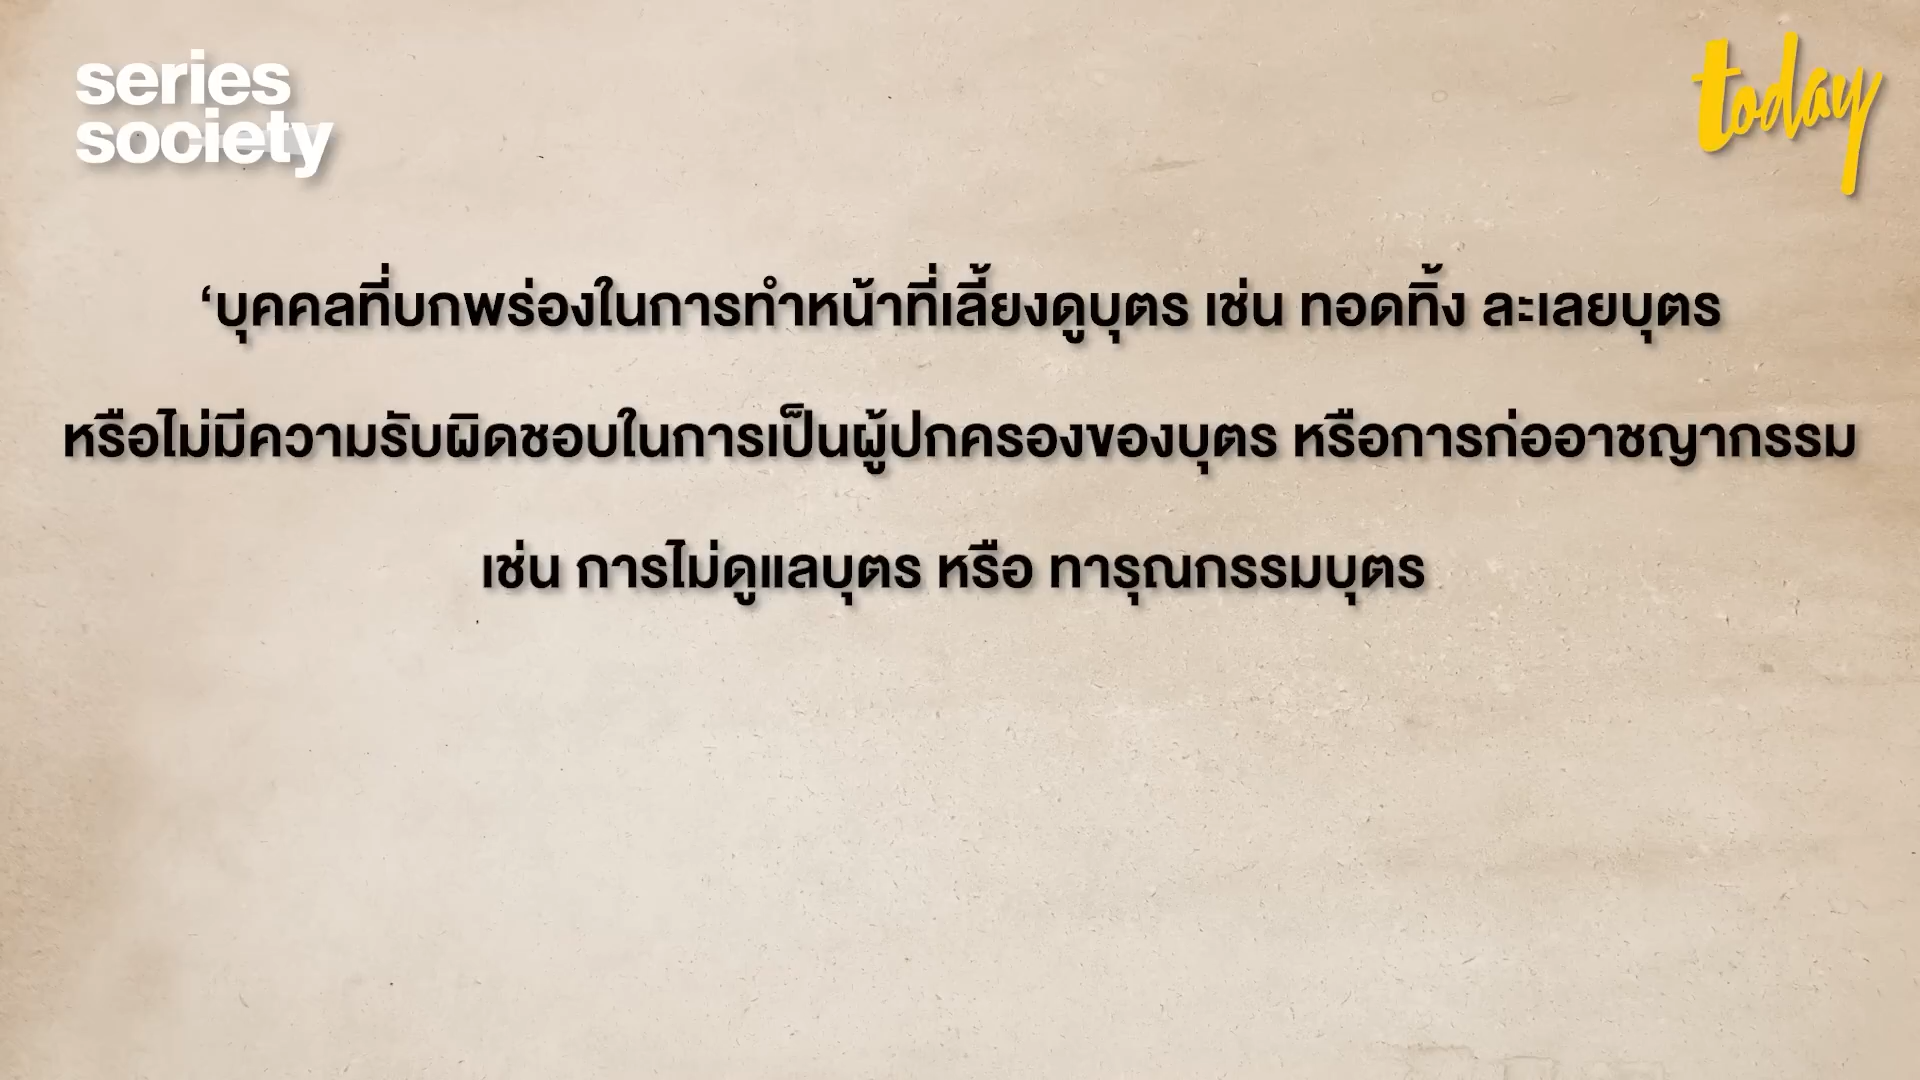 series
society
today
‘บุคคลที่บกพร่องในการทำหน้าที่เลี้ยงดูบุตร เช่น ทอดทิ้ง ละเลยบุตร
หรือไม่มีความรับผิดชอบในการเป็นผู้ปกครองของบุตร หรือการก่ออาชญากรรม
เช่น การไม่ดูแลบุตร หรือ ทารุณกรรมบุตร